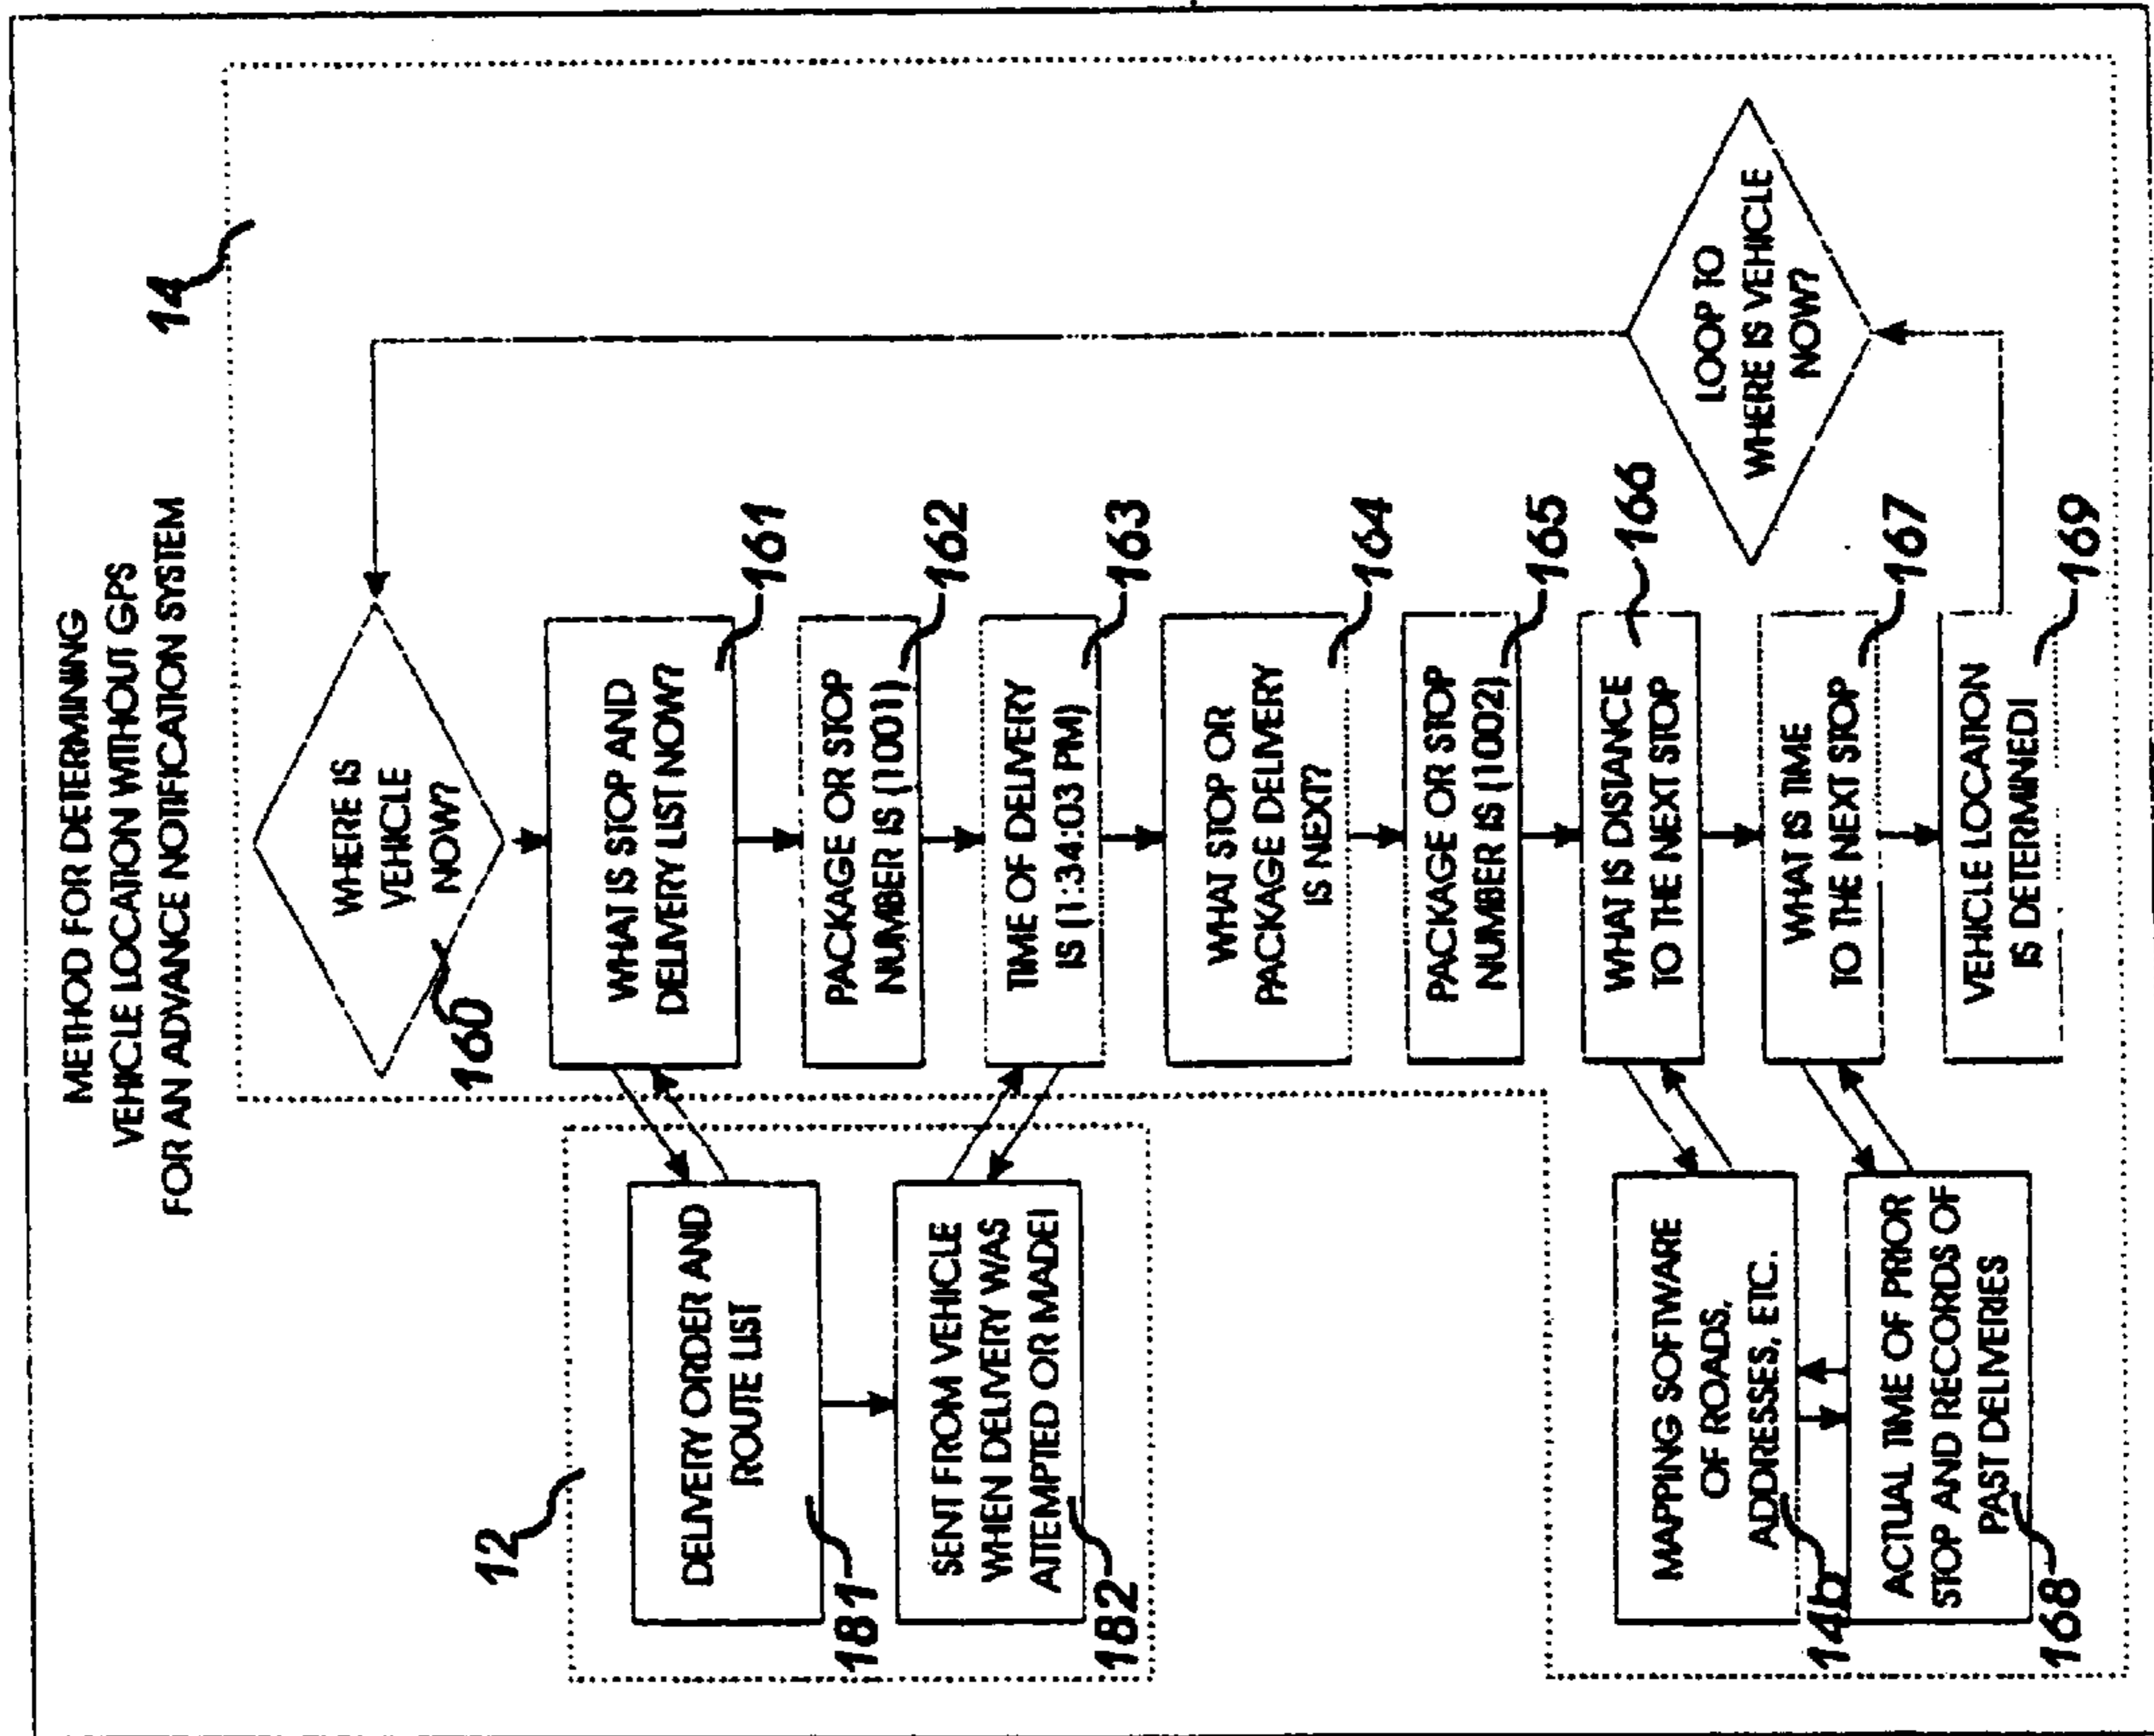 METHOD FOR DETERMINING
VEHICLE LOCATION WITHOUT GPS
FOR AN ADVANCE NOTIFICATION SYSTEM
14
WHERE IS
VEHICLE
NOW?
160
WHAT IS STOP AND
DELIVERY LIST NOW?
161
PACKAGE OR STOP
NUMBER IS (1001)
162
TIME OF DELIVERY
IS (1:34:03 PM)
163
WHAT STOP OR
PACKAGE DELIVERY
IS NEXT?
164
PACKAGE OR STOP
NUMBER IS (1002)
165
WHAT IS DISTANCE
TO THE NEXT STOP
166
WHAT IS TIME
TO THE NEXT STOP
167
VEHICLE LOCATION
IS DETERMINED!
169
LOOP TO
WHERE IS VEHICLE
NOW?
12
DELIVERY ORDER AND
ROUTE LIST
181
SENT FROM VEHICLE
WHEN DELIVERY WAS
ATTEMPTED OR MADE!
182
MAPPING SOFTWARE
OF ROADS,
ADDRESSES, ETC.
14b
ACTUAL TIME OF PRIOR
STOP AND RECORDS OF
PAST DELIVERIES
168